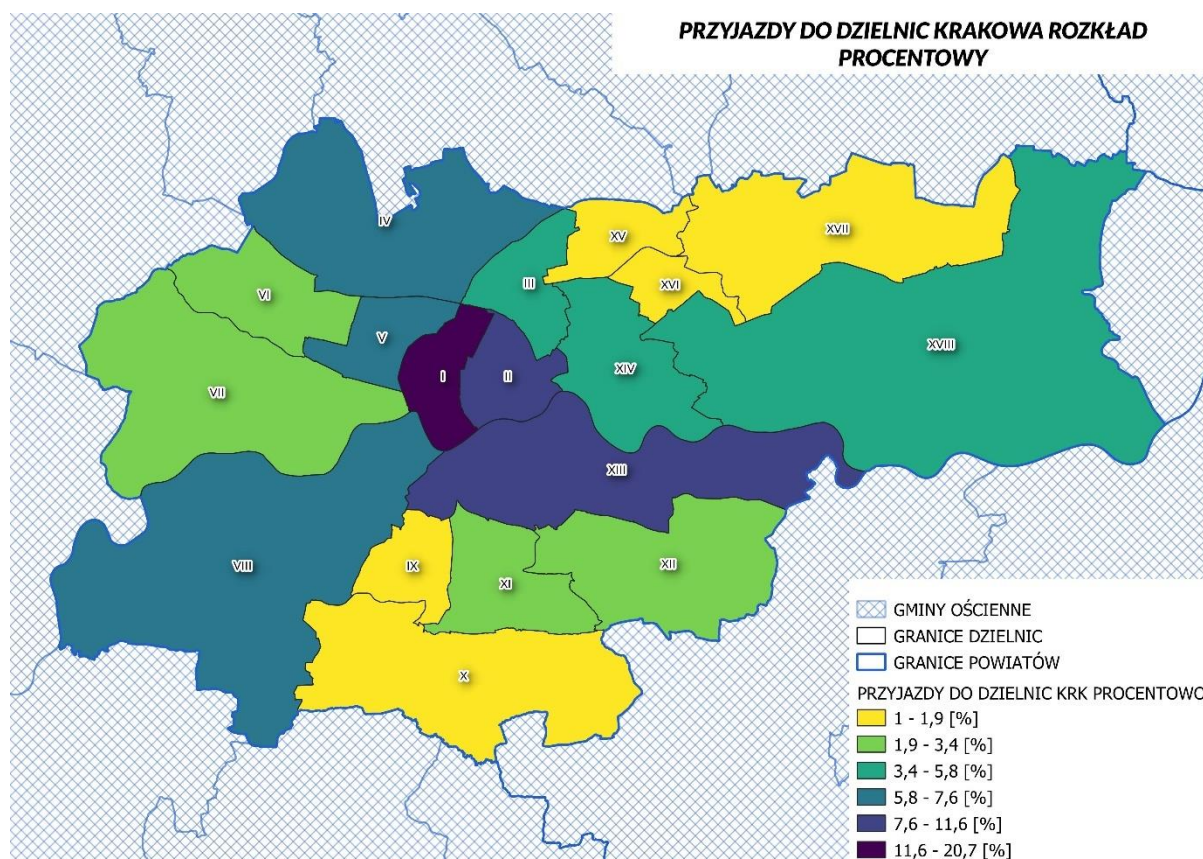 PRZYJAZDY DO DZIELNIC KRAKOWA ROZKŁAD
PROCENTOWY
IV
XV
XVII
XVI
III
VI
V
XVIII
XIV
I
II
VII
XIII
VIII
IX
XI
XII
X
GMINY OŚCIENNE
GRANICE DZIELNIC
GRANICE POWIATÓW
PRZYJAZDY DO DZIELNIC KRK PROCENTOWO
1 - 1,9 [%]
1,9 - 3,4 [%]
3,4 - 5,8 [%]
5,8 - 7,6 [%]
7,6 - 11,6 [%]
11,6 - 20,7 [%]